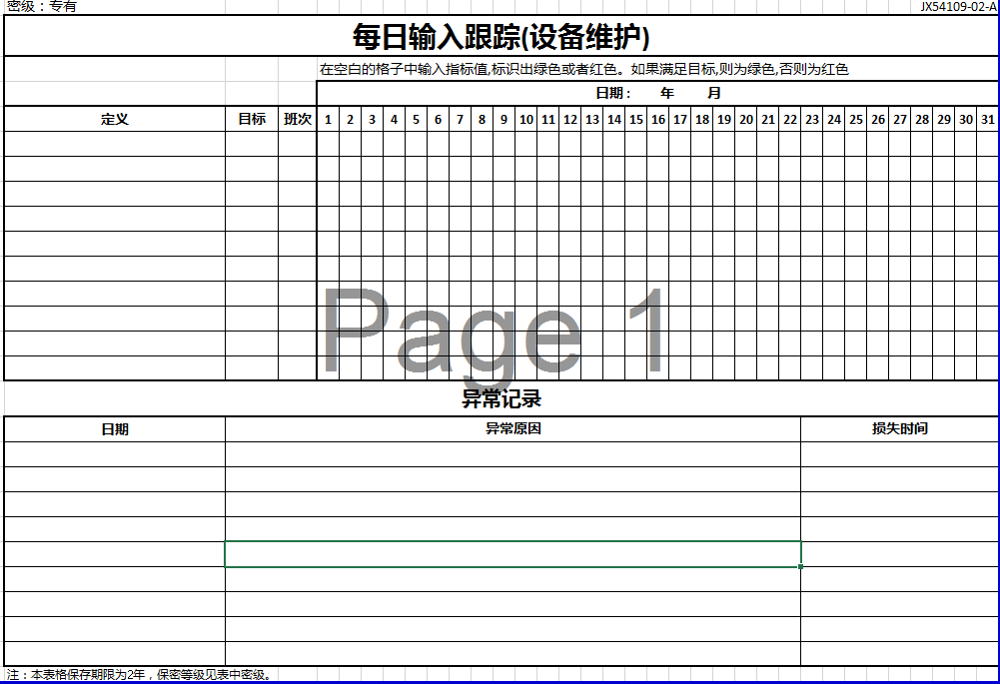 密级：专有 JX54109-02-A
每日输入跟踪(设备维护)
在空白的格子中输入指标值,标识出绿色或者红色。如果满足目标,则为绿色,否则为红色
日期： 年 月
定义 目标 班次 1 2 3 4 5 6 7 8 9 10 11 12 13 14 15 16 17 18 19 20 21 22 23 24 25 26 27 28 29 30 31
Page 1
异常记录
日期 异常原因 损失时间
注：本表格保存期限为2年，保密等级见表中密级。